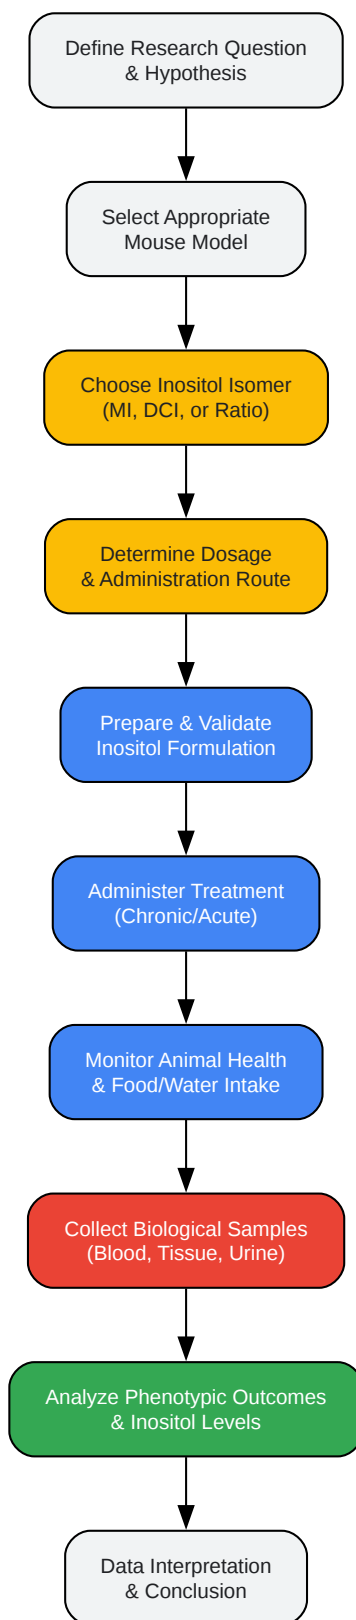 Define Research Question
& Hypothesis
Select Appropriate
Mouse Model
Choose Inositol Isomer
(MI, DCI, or Ratio)
Determine Dosage
& Administration Route
Prepare & Validate
Inositol Formulation
Administer Treatment
(Chronic/Acute)
Monitor Animal Health
& Food/Water Intake
Collect Biological Samples
(Blood, Tissue, Urine)
Analyze Phenotypic Outcomes
& Inositol Levels
Data Interpretation
& Conclusion